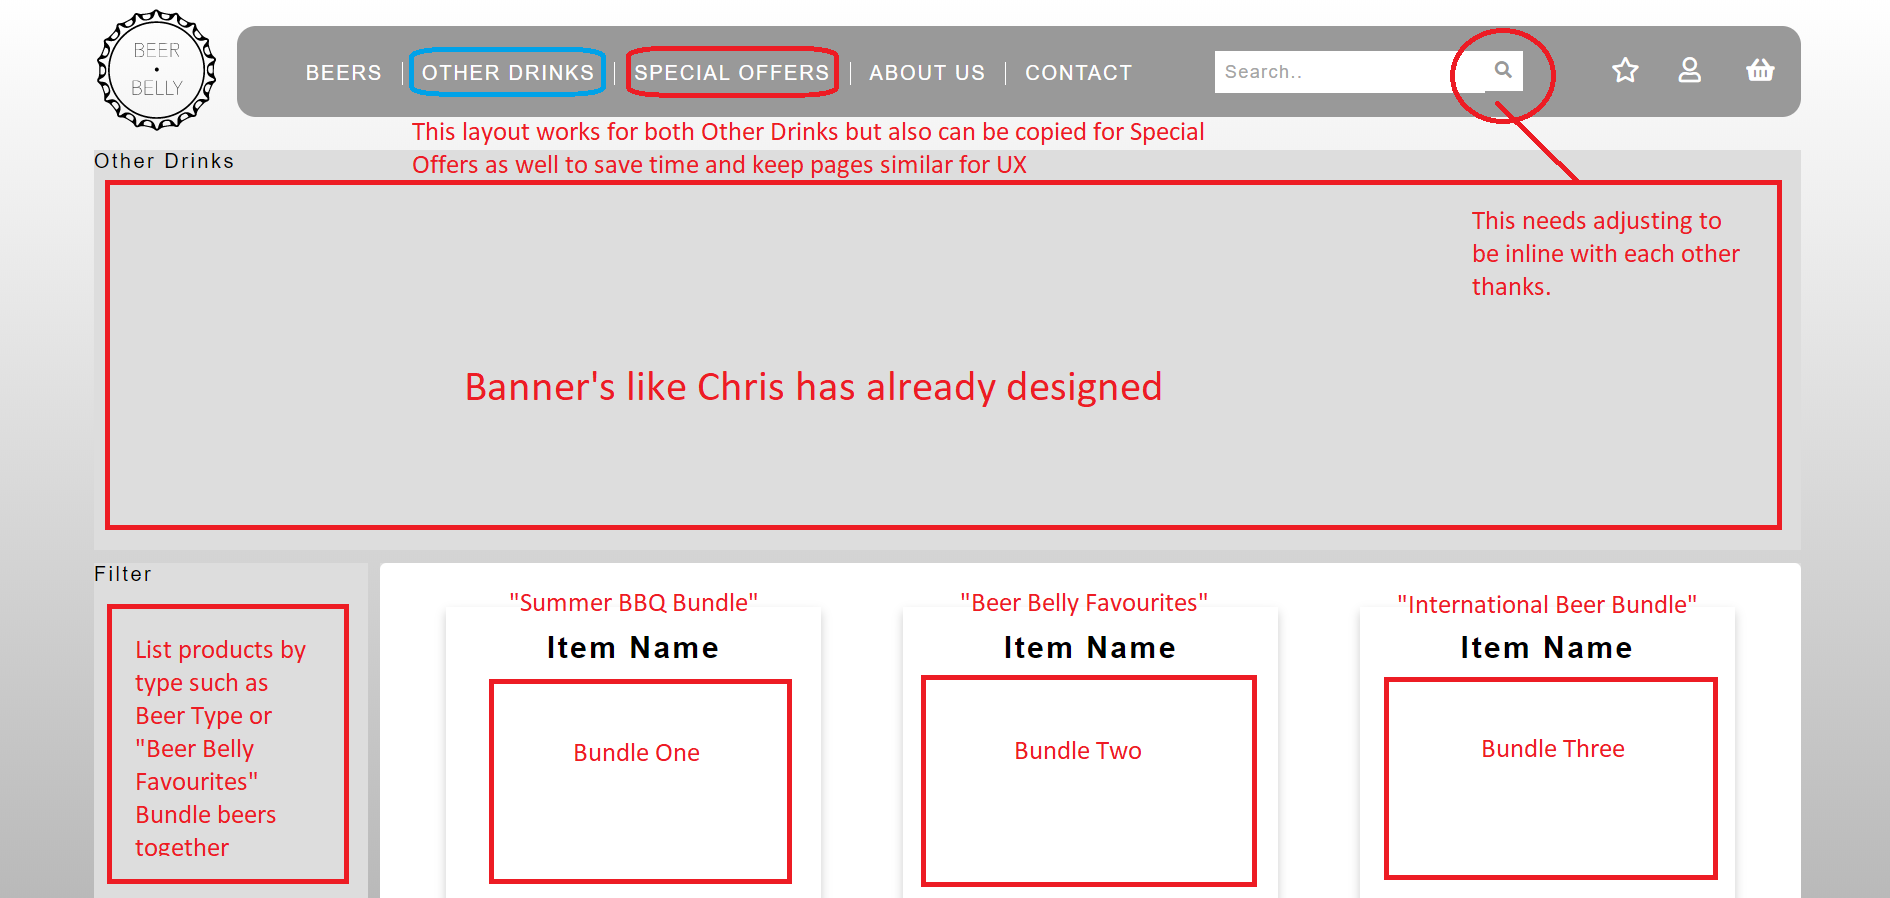 BEER
BELLY
BEERS OTHER DRINKS SPECIAL OFFERS ABOUT US CONTACT Search..
This layout works for both Other Drinks but also can be copied for Special
Offers as well to save time and keep pages similar for UX
Other Drinks
This needs adjusting to
be inline with each other
thanks.
Banner's like Chris has already designed
Filter
List products by
type such as
Beer Type or
"Beer Belly
Favourites"
Bundle beers
together
"Summer BBQ Bundle"
Item Name
Bundle One
"Beer Belly Favourites"
Item Name
Bundle Two
"International Beer Bundle"
Item Name
Bundle Three